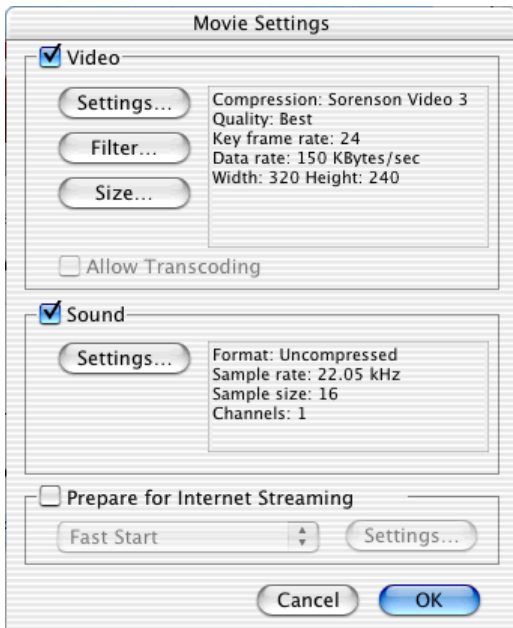 Movie Settings
Video
Settings...
Filter...
Size...
Compression: Sorenson Video 3
Quality: Best
Key frame rate: 24
Data rate: 150 KBytes/sec
Width: 320 Height: 240
Allow Transcoding
Sound
Settings...
Format: Uncompressed
Sample rate: 22.05 kHz
Sample size: 16
Channels: 1
Prepare for Internet Streaming
Fast Start
Settings...
Cancel
OK